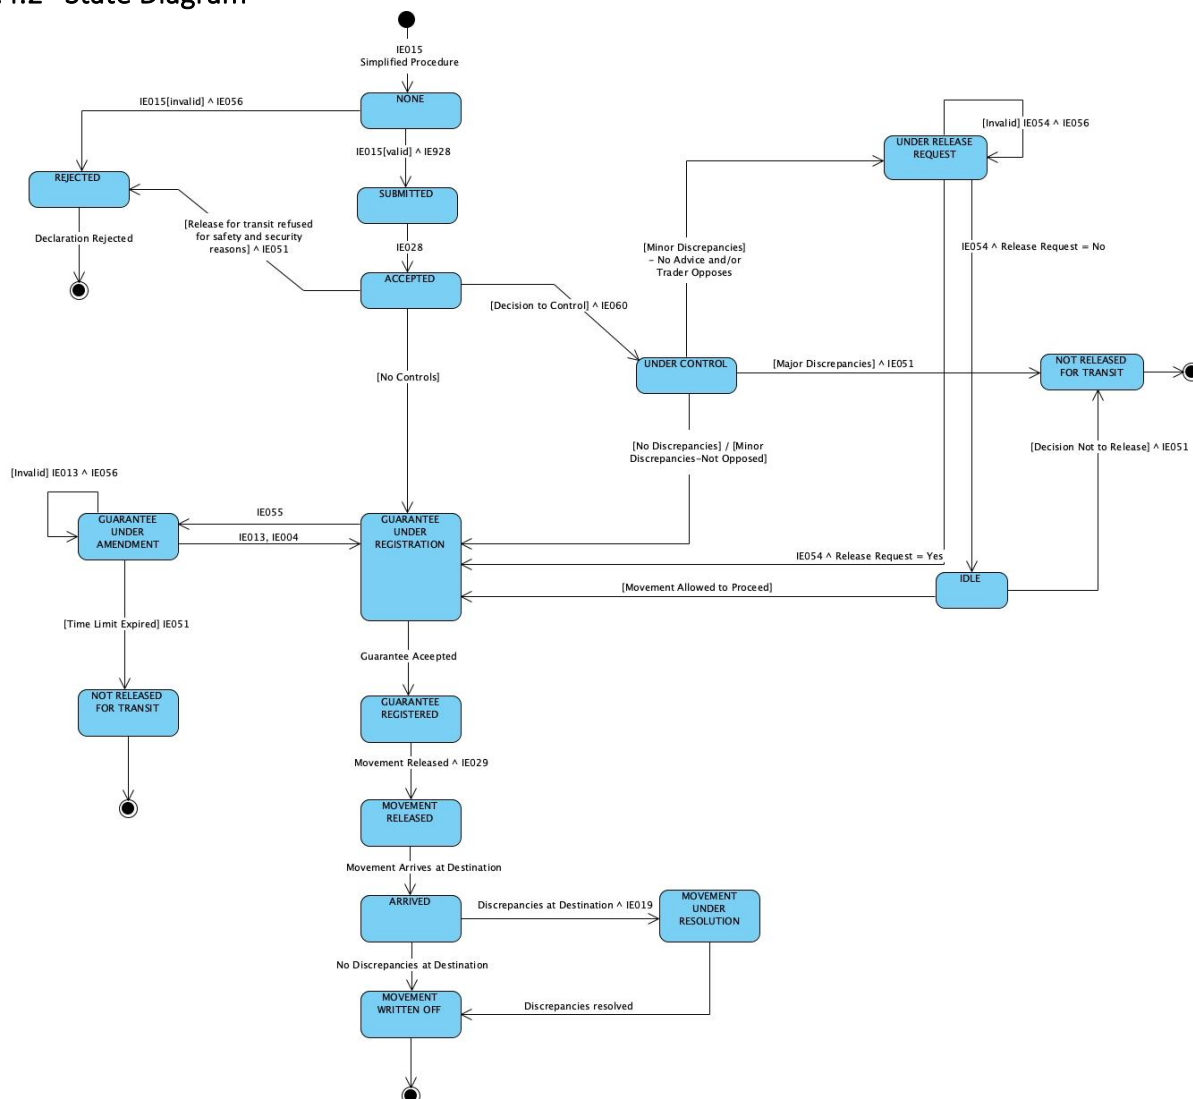 State Diagram
IE015
Simplified Procedure
NONE
IE015[invalid] ^ IE056
IE015[valid] ^ IE928
REJECTED
SUBMITTED
Declaration Rejected
[Release for transit refused
for safety and security
reasons] ^ IE051
IE028
ACCEPTED
[Decision to Control] ^ IE060
[No Controls]
[Invalid] IE054 ^ IE056
UNDER RELEASE
REQUEST
[Minor Discrepancies]
- No Advice and/or
Trader Opposes
IE054 ^ Release Request = No
UNDER CONTROL
[Major Discrepancies] ^ IE051
NOT RELEASED
FOR TRANSIT
[No Discrepancies] / [Minor
Discrepancies-Not Opposed]
[Decision Not to Release] ^ IE051
[Invalid] IE013 ^ IE056
GUARANTEE
UNDER
AMENDMENT
IE055
IE013, IE004
GUARANTEE
UNDER
REGISTRATION
IE054 ^ Release Request = Yes
[Movement Allowed to Proceed]
IDLE
[Time Limit Expired] IE051
Guarantee Aceepted
NOT RELEASED
FOR TRANSIT
GUARANTEE
REGISTERED
Movement Released ^ IE029
MOVEMENT
RELEASED
Movement Arrives at Destination
ARRIVED
Discrepancies at Destination ^ IE019
MOVEMENT
UNDER
RESOLUTION
No Discrepancies at Destination
MOVEMENT
WRITTEN OFF
Discrepancies resolved